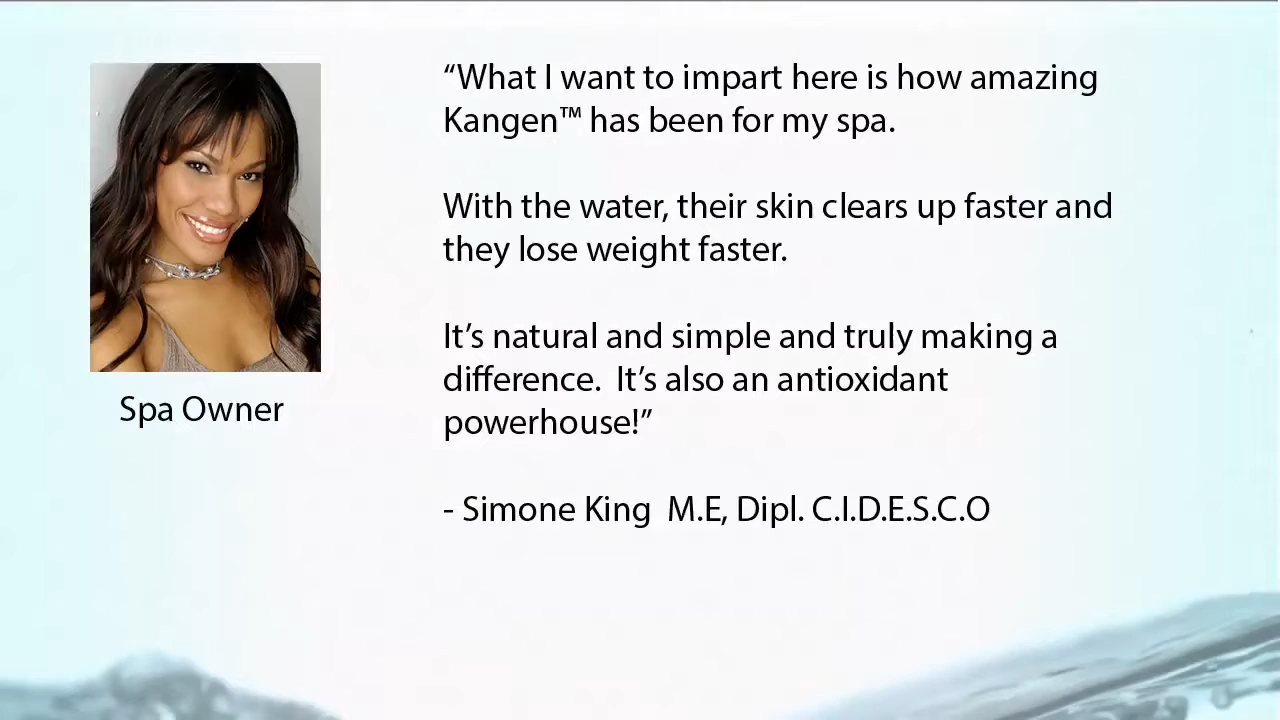 “What I want to impart here is how amazing
Kangen™ has been for my spa.
With the water, their skin clears up faster and
they lose weight faster.
It’s natural and simple and truly making a
difference.  It’s also an antioxidant
powerhouse!”
- Simone King  M.E, Dipl. C.I.D.E.S.C.O
Spa Owner